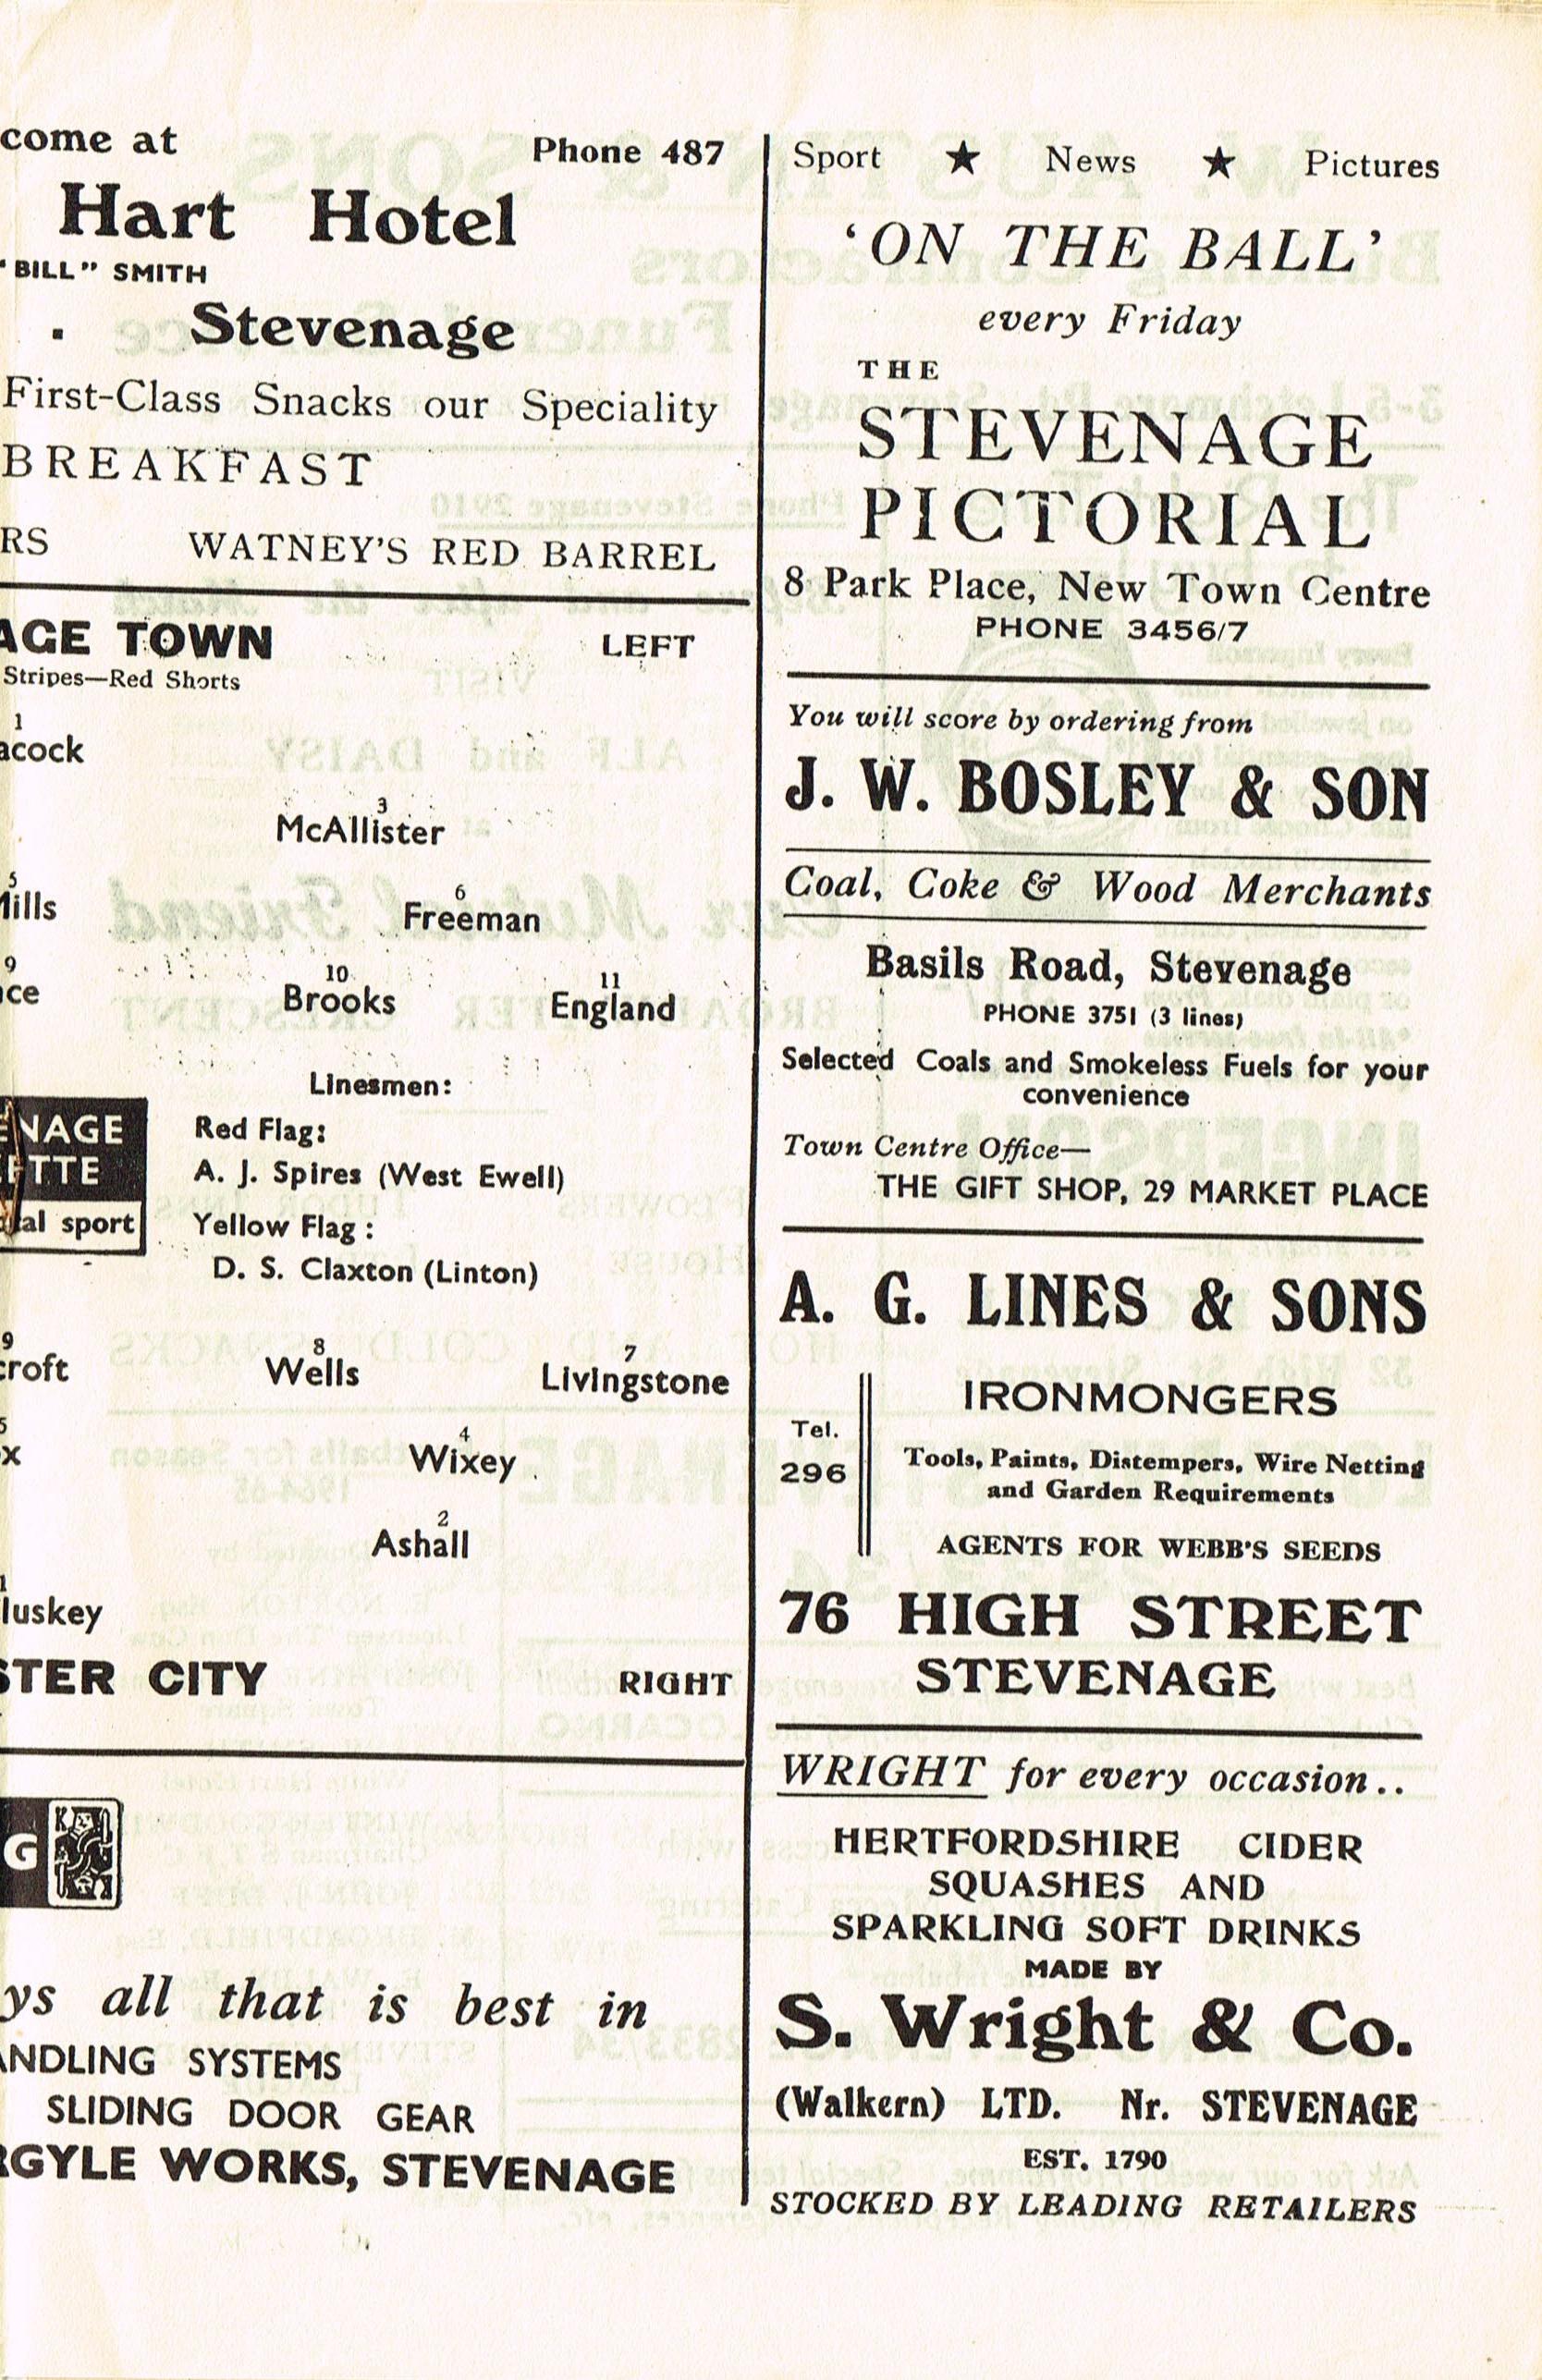 come at Phone 487
Hart Hotel
"BILL" SMITH
. Stevenage
First-Class Snacks our Speciality
BREAKFAST
RS WATNEY'S RED BARREL
AGE TOWN LEFT
Stripes—Red Shorts
1
acock
3
McAllister
5 6
ills Freeman
9 10 11
ce Brooks England
Linesmen:
Red Flag:
A. J. Spires (West Ewell)
Yellow Flag :
D. S. Claxton (Linton)
ENAGE
ETTE
al sport
9 8 7
croft Wells Livingstone
5 4
x Wixey
2
Ashall
1
luskey
STER CITY RIGHT
G
K
ys all that is best in
ANDLING SYSTEMS
SLIDING DOOR GEAR
RGYLE WORKS, STEVENAGE
Sport ★ News ★ Pictures
'ON THE BALL'
every Friday
THE
STEVENAGE
PICTORIAL
8 Park Place, New Town Centre
PHONE 3456/7
You will score by ordering from
J. W. BOSLEY & SON
Coal, Coke & Wood Merchants
Basils Road, Stevenage
PHONE 3751 (3 lines)
Selected Coals and Smokeless Fuels for your
convenience
Town Centre Office—
THE GIFT SHOP, 29 MARKET PLACE
A. G. LINES & SONS
IRONMONGERS
Tel.
296
Tools, Paints, Distempers, Wire Netting
and Garden Requirements
AGENTS FOR WEBB'S SEEDS
76 HIGH STREET
STEVENAGE
WRIGHT for every occasion..
HERTFORDSHIRE CIDER
SQUASHES AND
SPARKLING SOFT DRINKS
MADE BY
S. Wright & Co.
(Walkern) LTD. Nr. STEVENAGE
EST. 1790
STOCKED BY LEADING RETAILERS